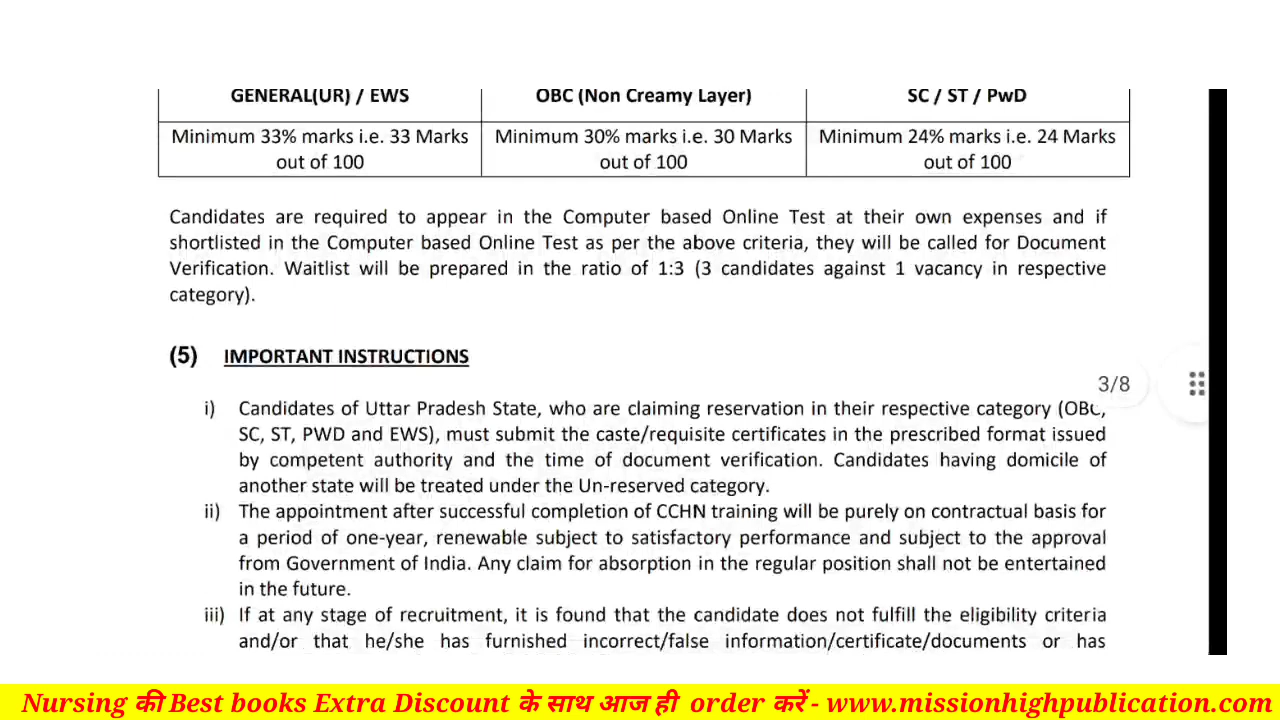 GENERAL(UR) / EWS OBC (Non Creamy Layer) SC / ST / PwD
Minimum 33% marks i.e. 33 Marks out of 100 Minimum 30% marks i.e. 30 Marks out of 100 Minimum 24% marks i.e. 24 Marks out of 100
Candidates are required to appear in the Computer based Online Test at their own expenses and if
shortlisted in the Computer based Online Test as per the above criteria, they will be called for Document
Verification. Waitlist will be prepared in the ratio of 1:3 (3 candidates against 1 vacancy in respective
category).
(5) IMPORTANT INSTRUCTIONS
3/8
i) Candidates of Uttar Pradesh State, who are claiming reservation in their respective category (OBC,
SC, ST, PWD and EWS), must submit the caste/requisite certificates in the prescribed format issued
by competent authority and the time of document verification. Candidates having domicile of
another state will be treated under the Un-reserved category.
ii) The appointment after successful completion of CCHN training will be purely on contractual basis for
a period of one-year, renewable subject to satisfactory performance and subject to the approval
from Government of India. Any claim for absorption in the regular position shall not be entertained
in the future.
iii) If at any stage of recruitment, it is found that the candidate does not fulfill the eligibility criteria
and/or that he/she has furnished incorrect/false information/certificate/documents or has
Nursing की Best books Extra Discount के साथ आज ही order करें - www.missionhighpublication.com